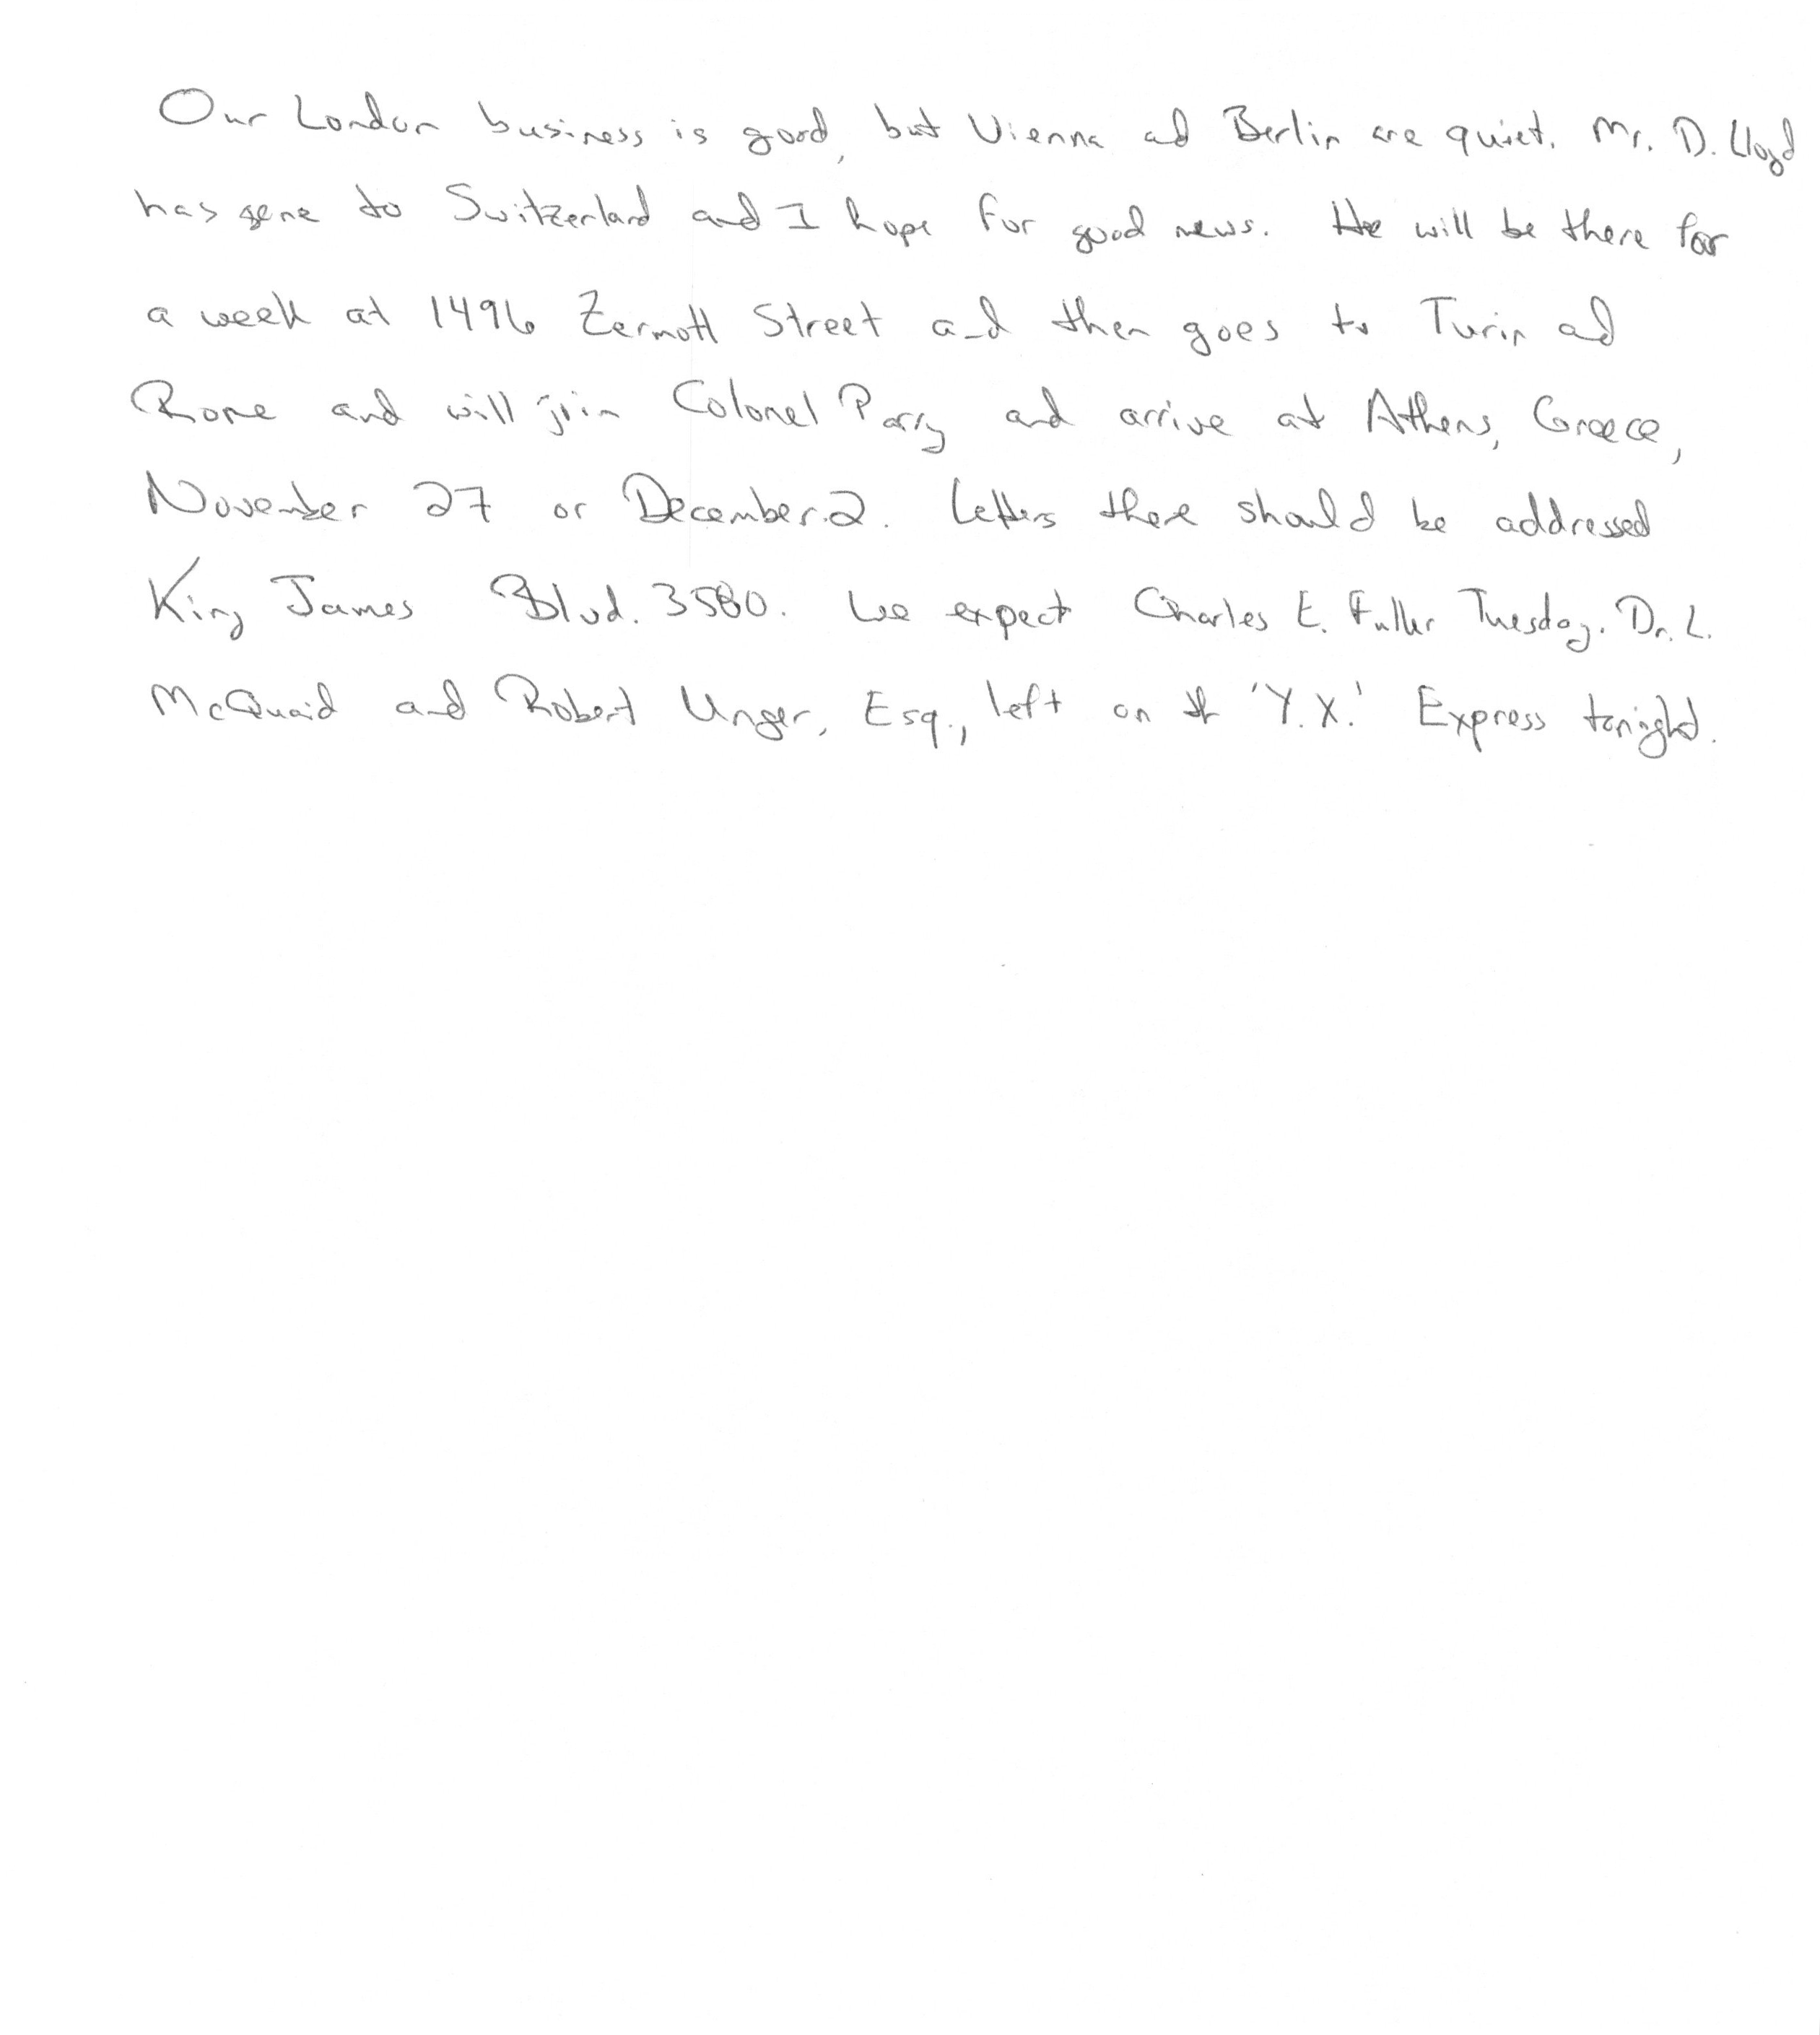 Our London business is good, but Vienna ad Berlin are quiet. Mr. D. Lloyd
has gone to Switzerland and I hope for good news. He will be there for
a week at 1496 Zermott Street and then goes to Turin ad
Rome and will join Colonel Parry and arrive at Athens, Greece,
November 27 or December 2. Letters there should be addressed
King James Blvd. 3580. We expect Charles E. Fuller Tuesday. Dr. L.
McQuaid and Robert Unger, Esq., left on the 'Y.X.' Express tonight.